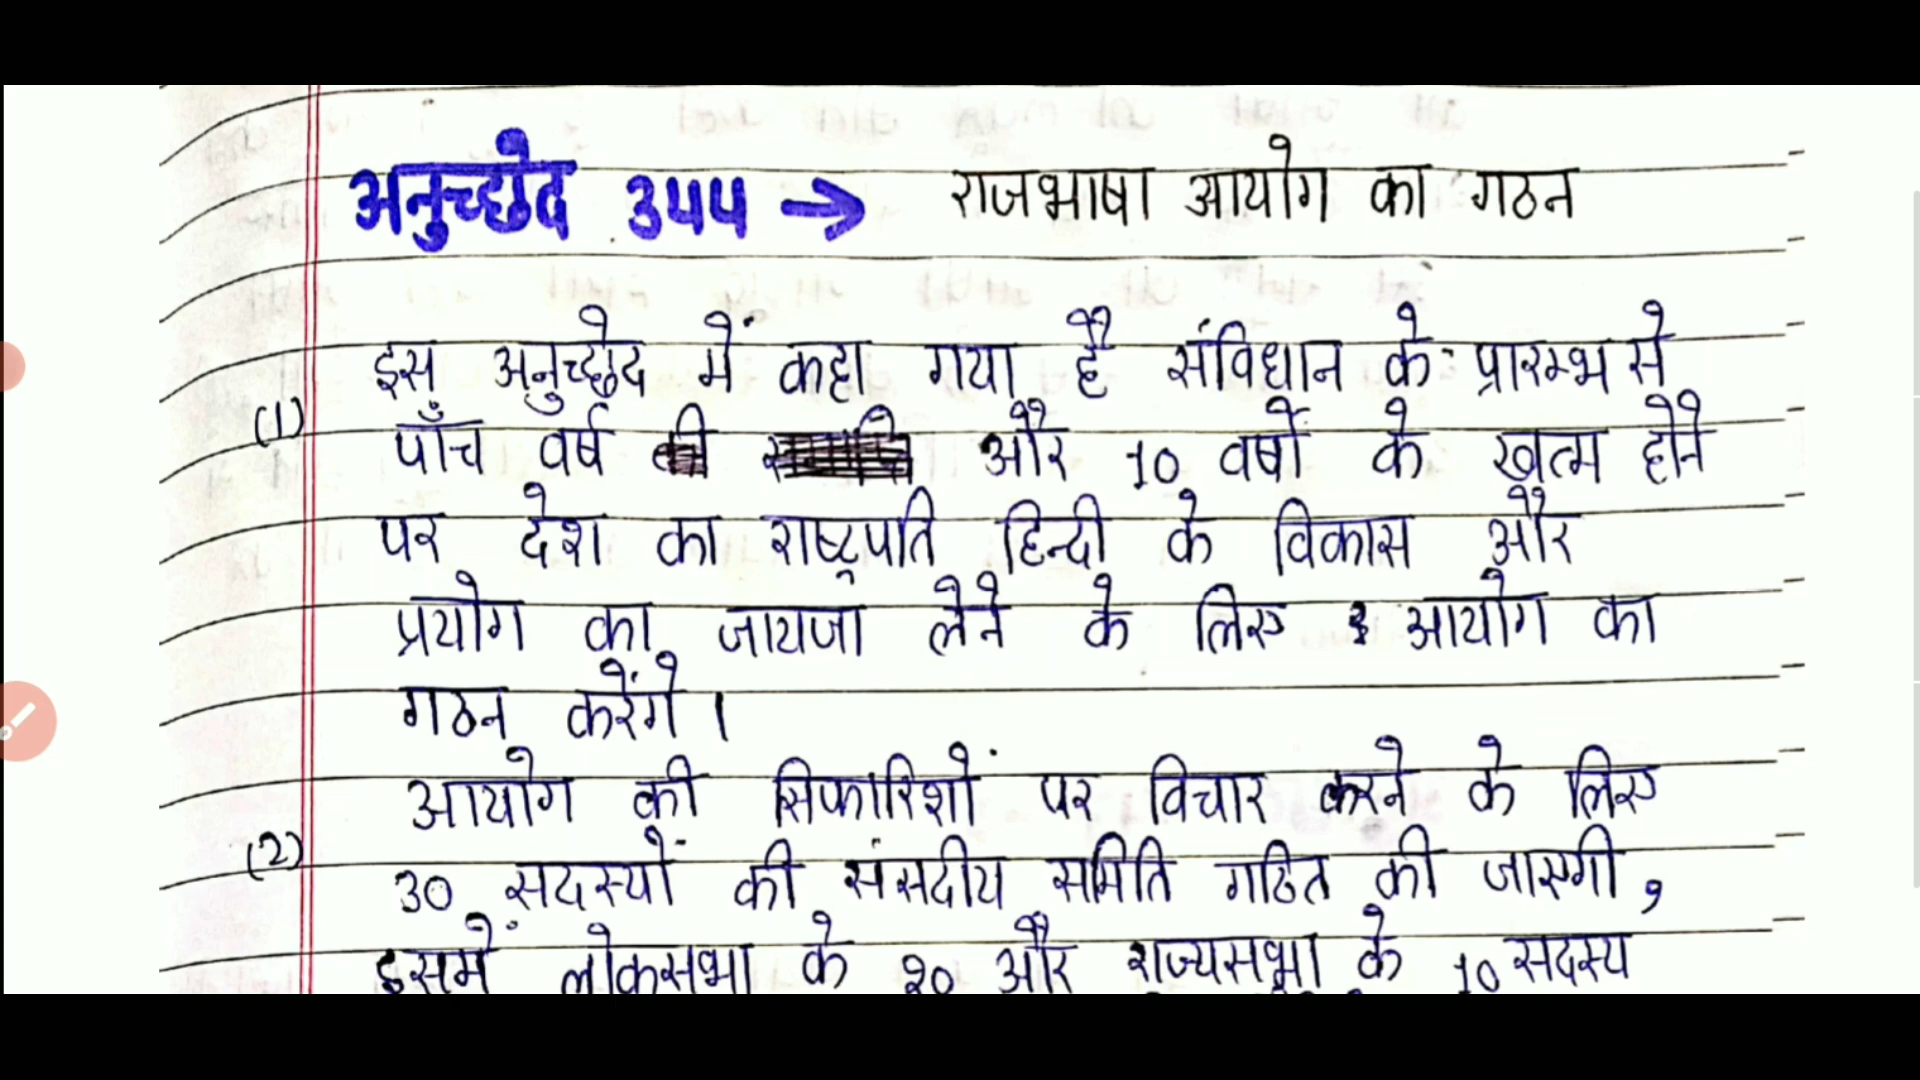 अनुच्छेद 344 → राजभाषा आयोग का गठन
इस अनुच्छेद में कहा गया है संविधान के प्रारम्भ से
(1) पाँच वर्ष और 10 वर्षों के खत्म होने
पर देश का राष्ट्रपति हिन्दी के विकास और
प्रयोग का जायजा लेने के लिए आयोग का
गठन करेंगे ।
आयोग की सिफारिशों पर विचार करने के लिए
(2) 30 सदस्यों की संसदीय समिति गठित की जाएगी,
इसमें लोकसभा के 20 और राज्यसभा के 10 सदस्य